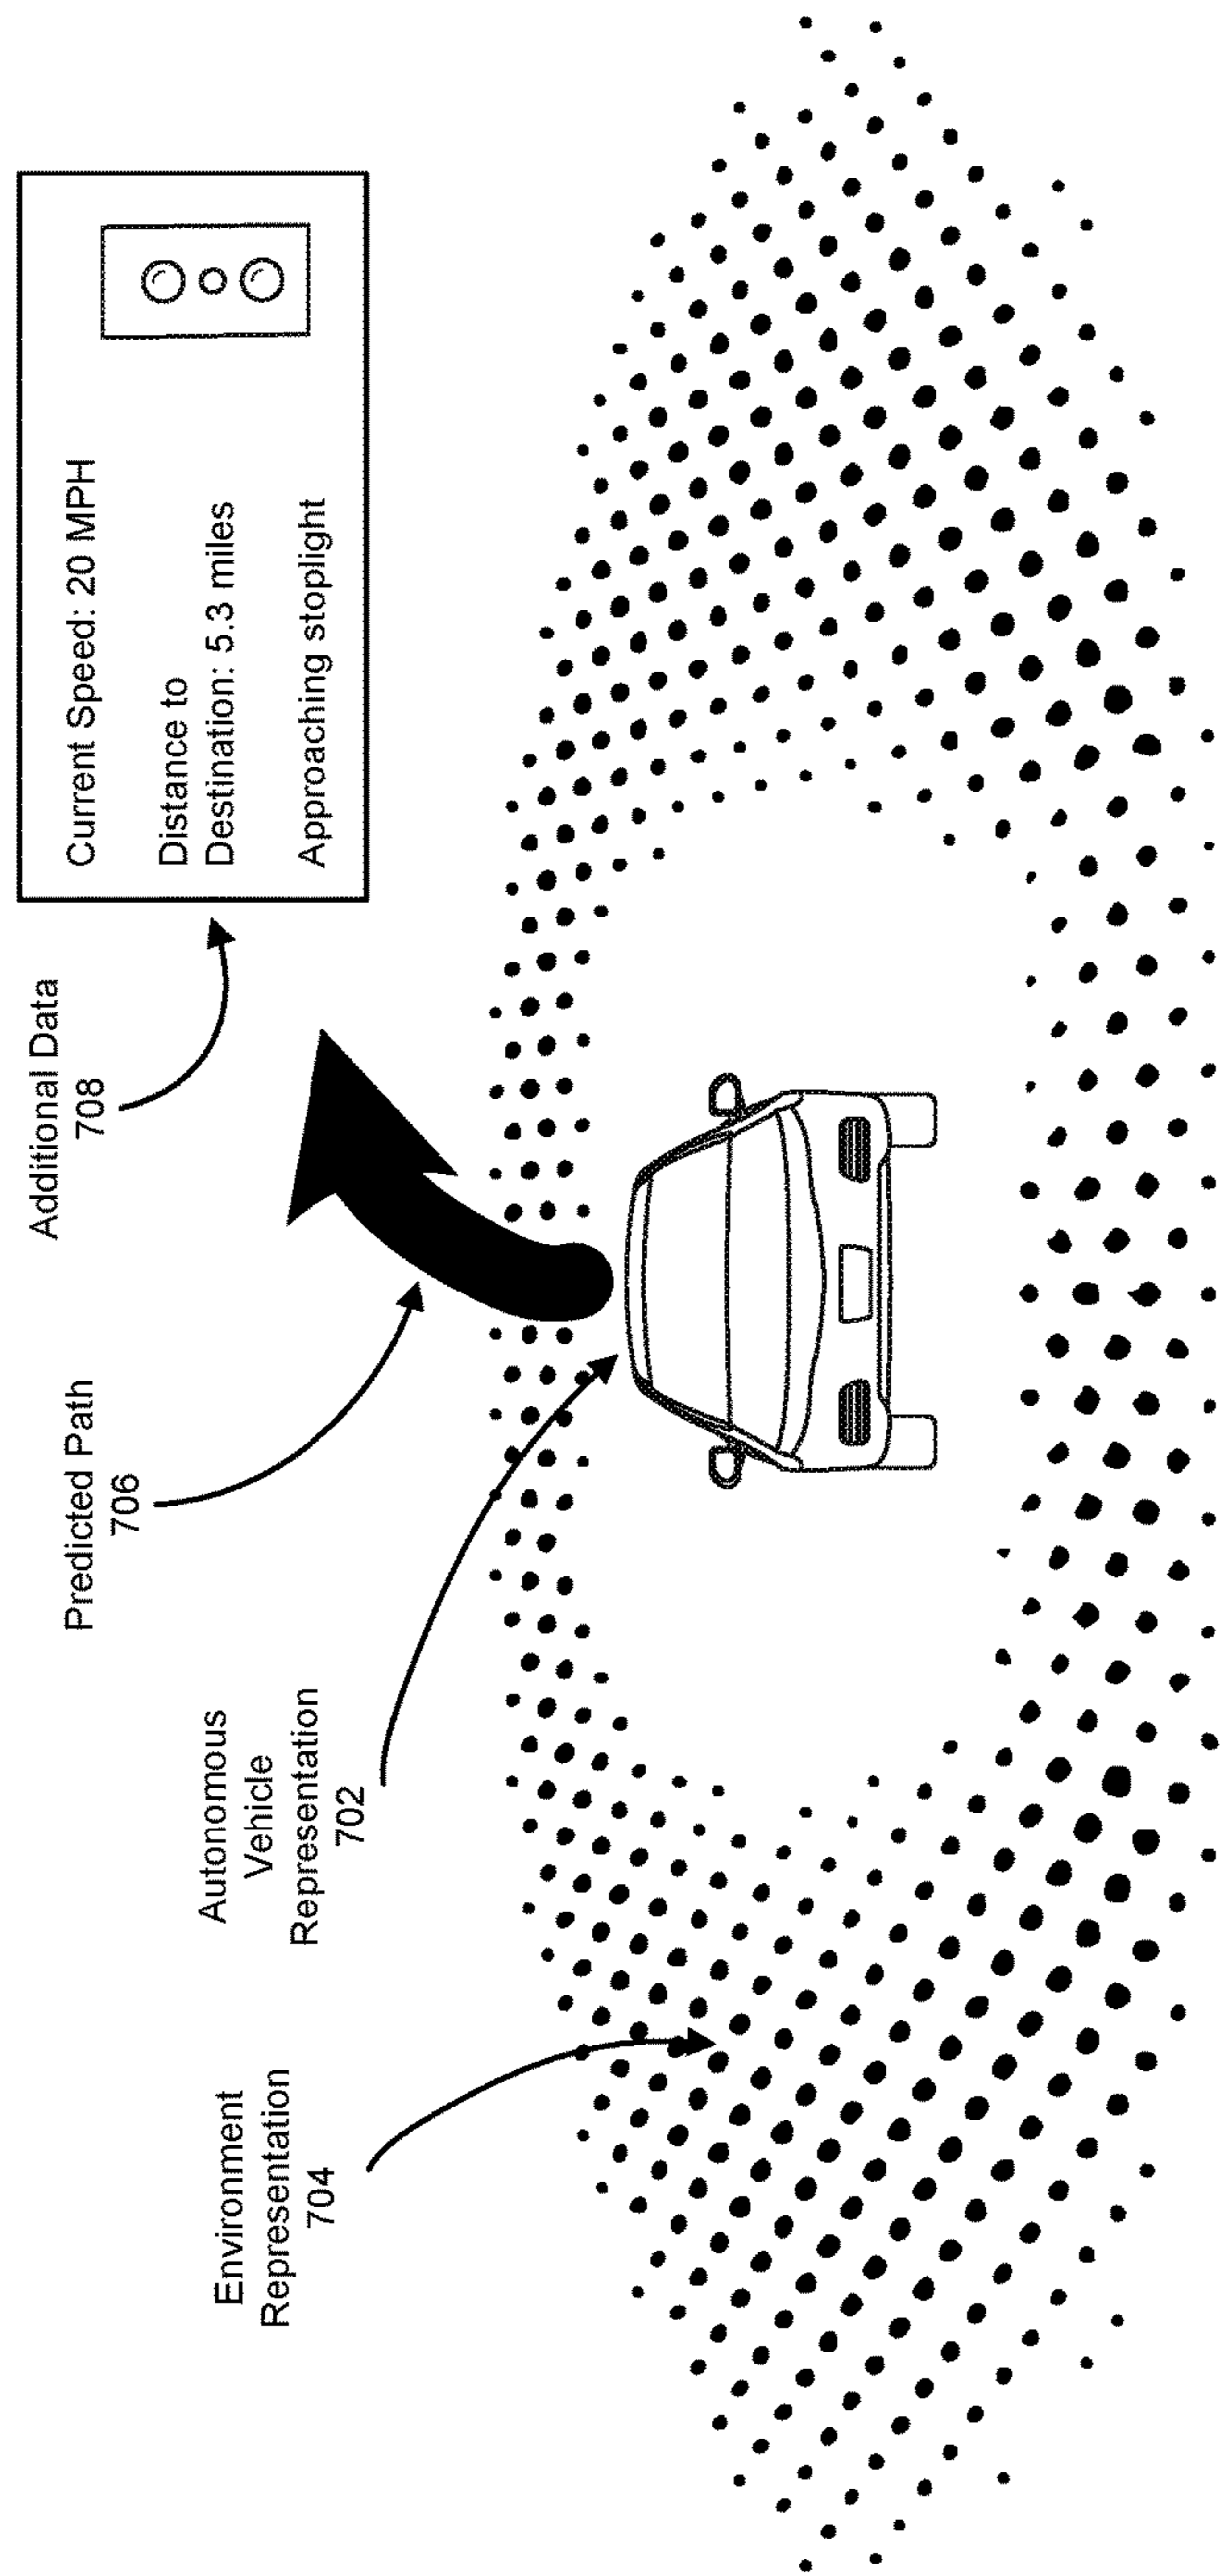 Environment
Representation
704
Autonomous
Vehicle
Representation
702
Predicted Path
706
Additional Data
708
Current Speed: 20 MPH
Distance to
Destination: 5.3 miles
Approaching stoplight